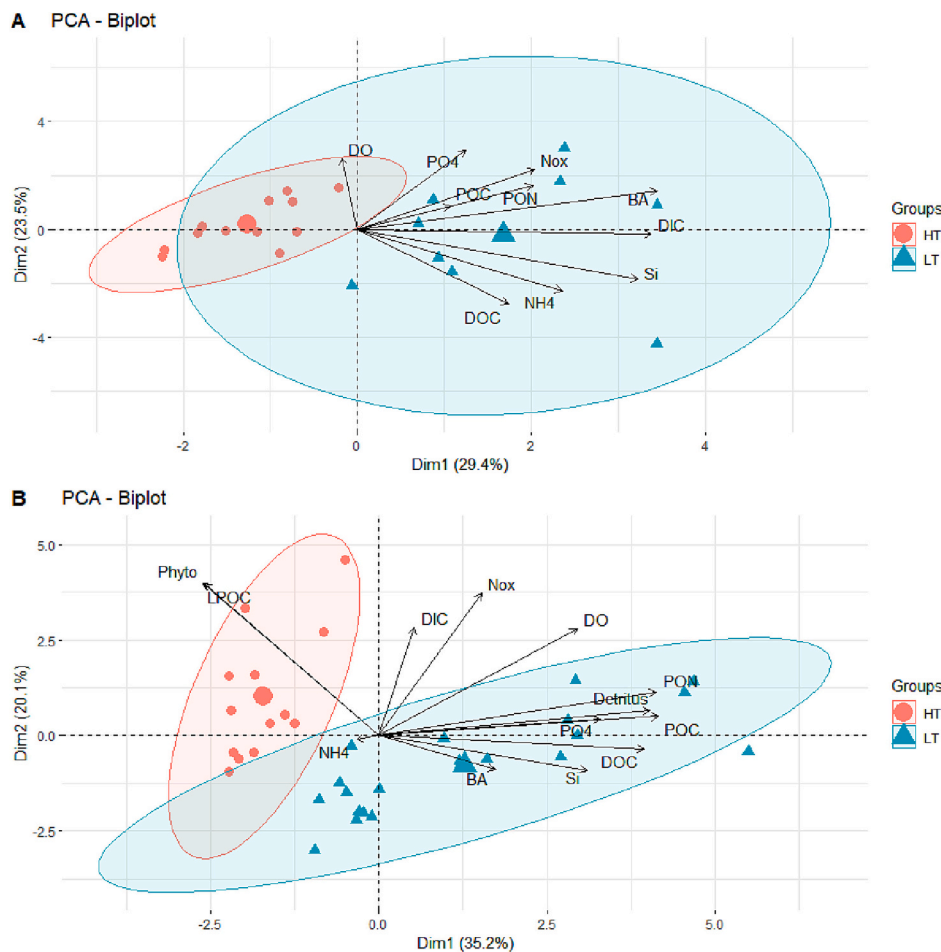 A PCA - Biplot
4
0
-4
Dim2 (23.5%)
DO
PO4
Nox
POC
PON
BA
DIC
Si
NH4
DOC
-2
0
2
4
Dim1 (29.4%)
Groups
HT
LT
B PCA - Biplot
5.0
2.5
0.0
-2.5
Dim2 (20.1%)
Phyto
LPOC
DIC
Nox
DO
PON
Detritus
PO4
POC
NH4
DOC
BA
Si
-2.5
0.0
2.5
5.0
Dim1 (35.2%)
Groups
HT
LT